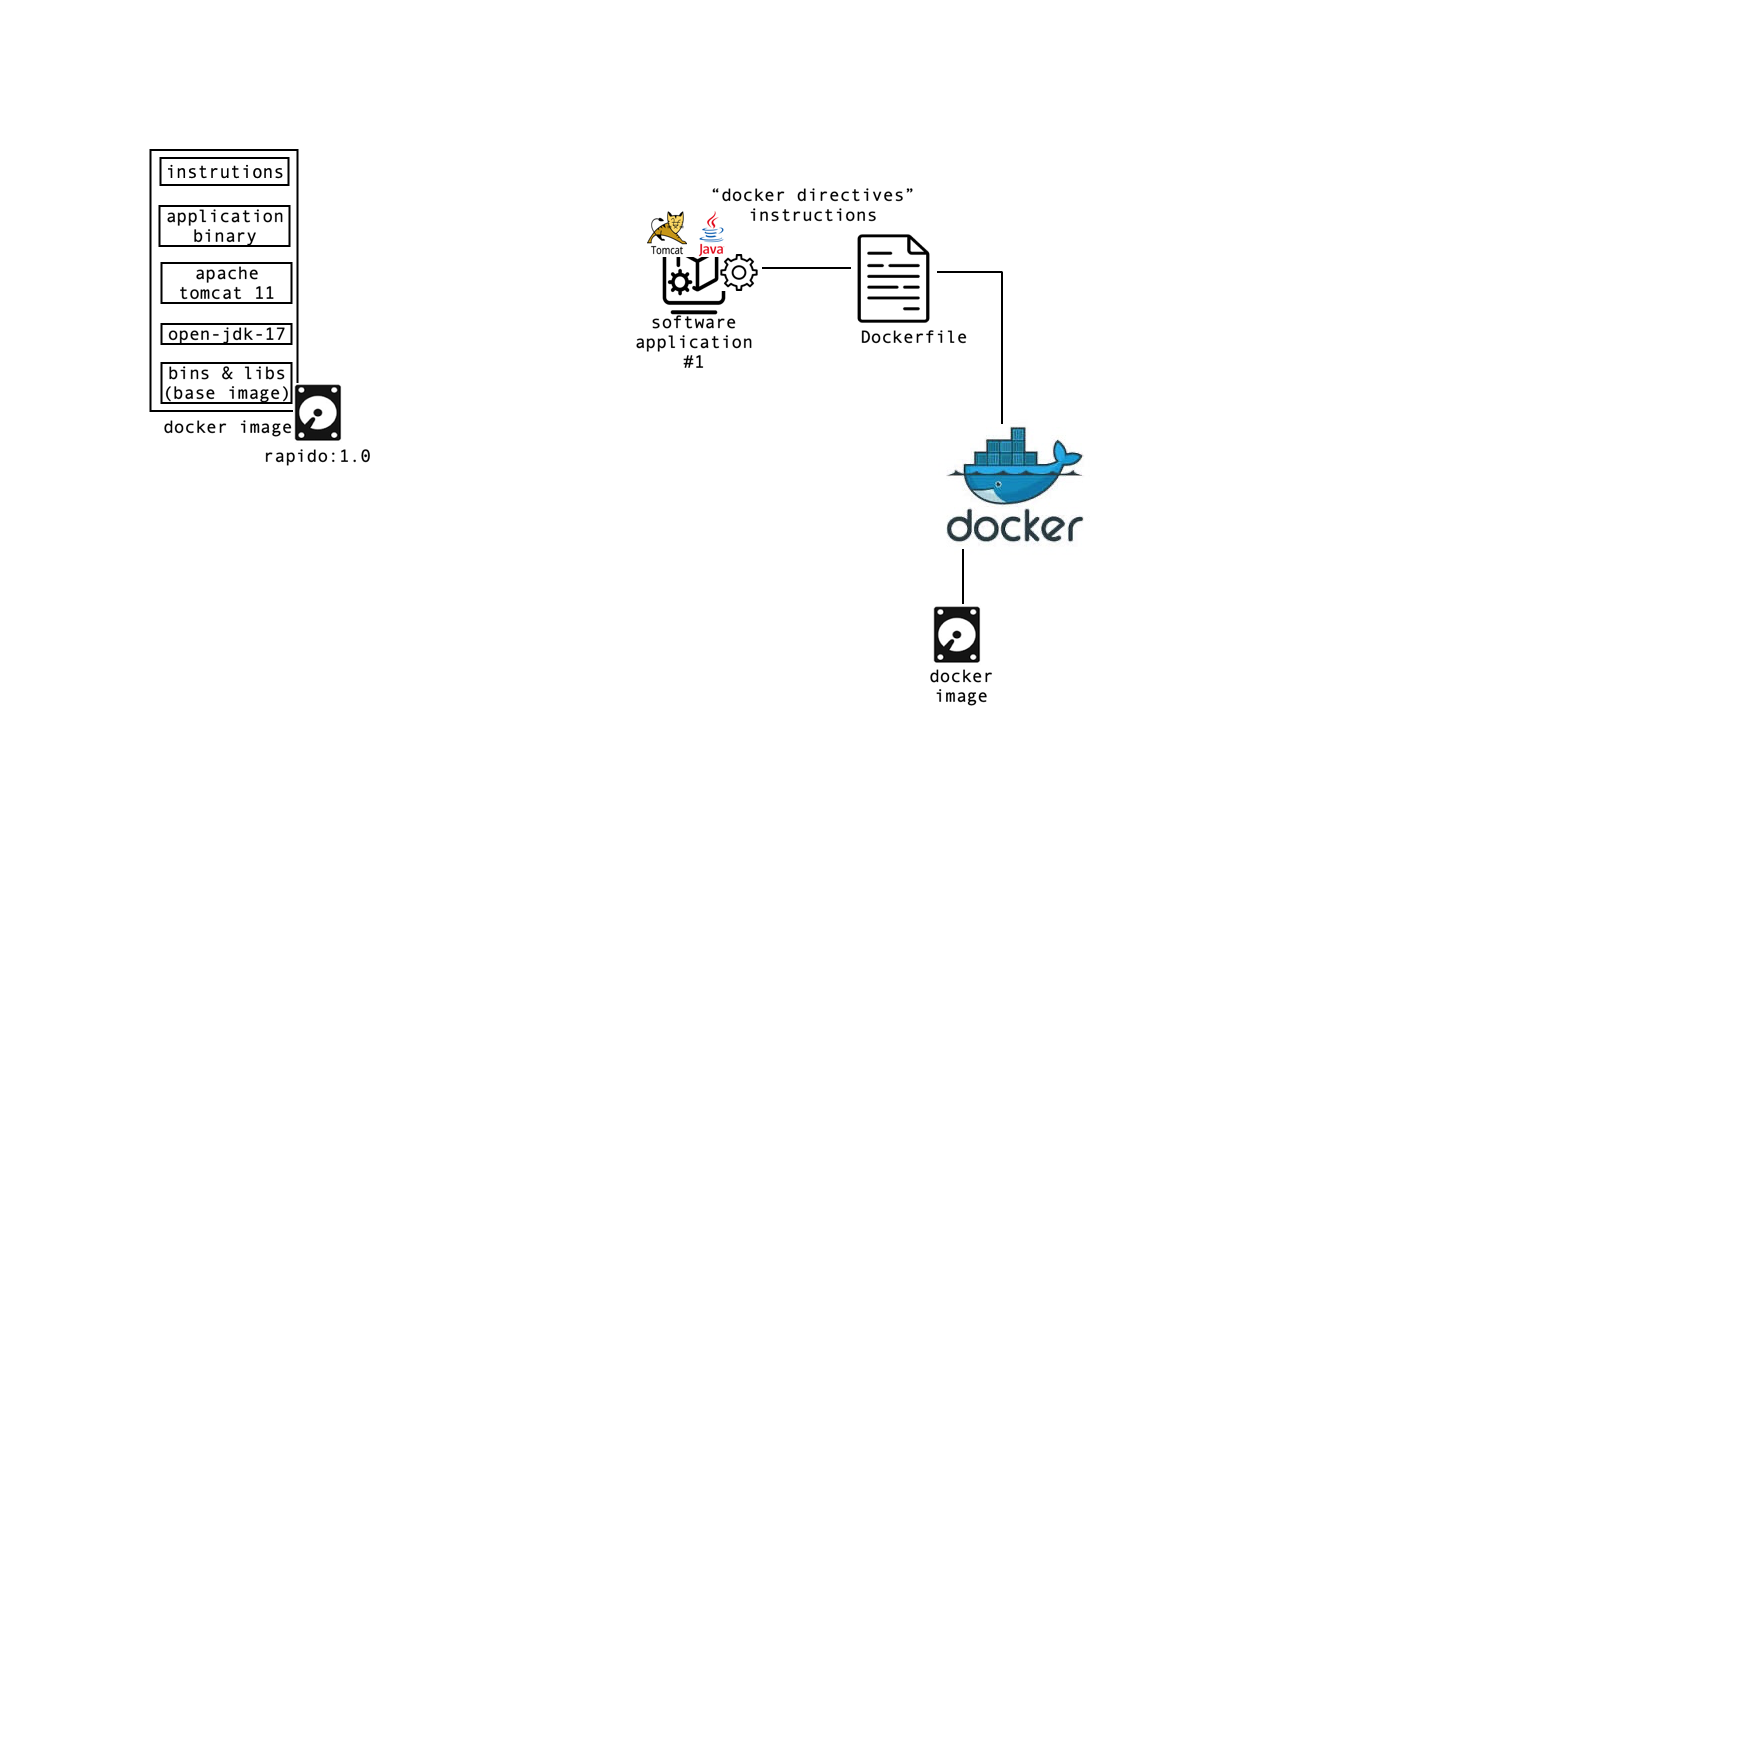 instrutions
application
binary
apache
tomcat 11
open-jdk-17
bins & libs
(base image)
docker image
rapido:1.0
“docker directives”
instructions
Tomcat
Java
software
application
#1
Dockerfile
docker
docker
image